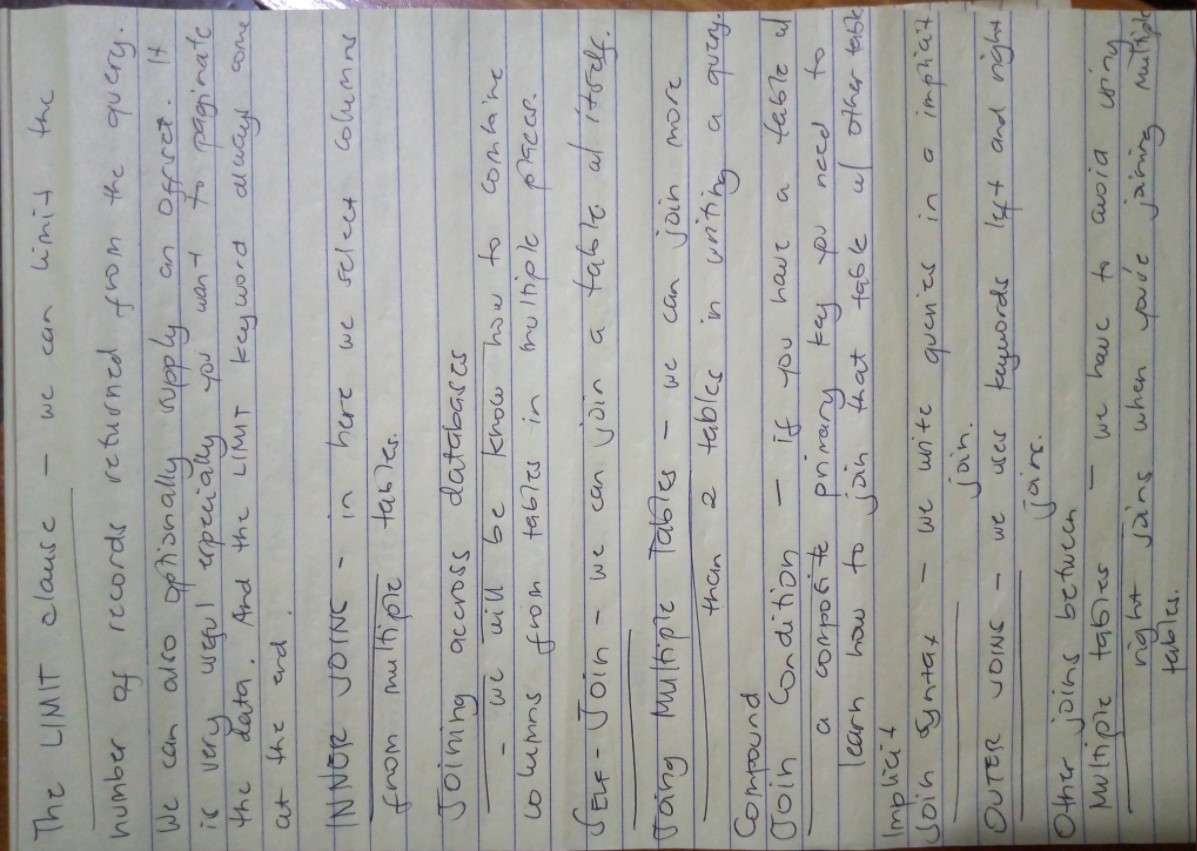 The LIMIT clause - we can limit the
number of records returned from the query.
We can also optionally supply an offset. It
is very useful especially you want to paginate
the data. And the LIMIT keyword always come
at the end.
INNER JOINS - in here we select columns
from multiple tables.
Joining accross databases
- we will be know how to combine
columns from tables in multiple places.
Self-Join - we can join a table w/ itself.
Joing Multiple Tables - we can join more
than 2 tables in writing a query.
Compound
Join Condition - if you have a table w/
a composite primary key you need to
learn how to join that table w/ other table
Implicit
Join Syntax - we write queries in a implicit
join.
OUTER JOINS - we uses keywords left and right
joins.
Other joins between
Multiple tables - we have to avoid using
right joins when you're joining multiple
tables.